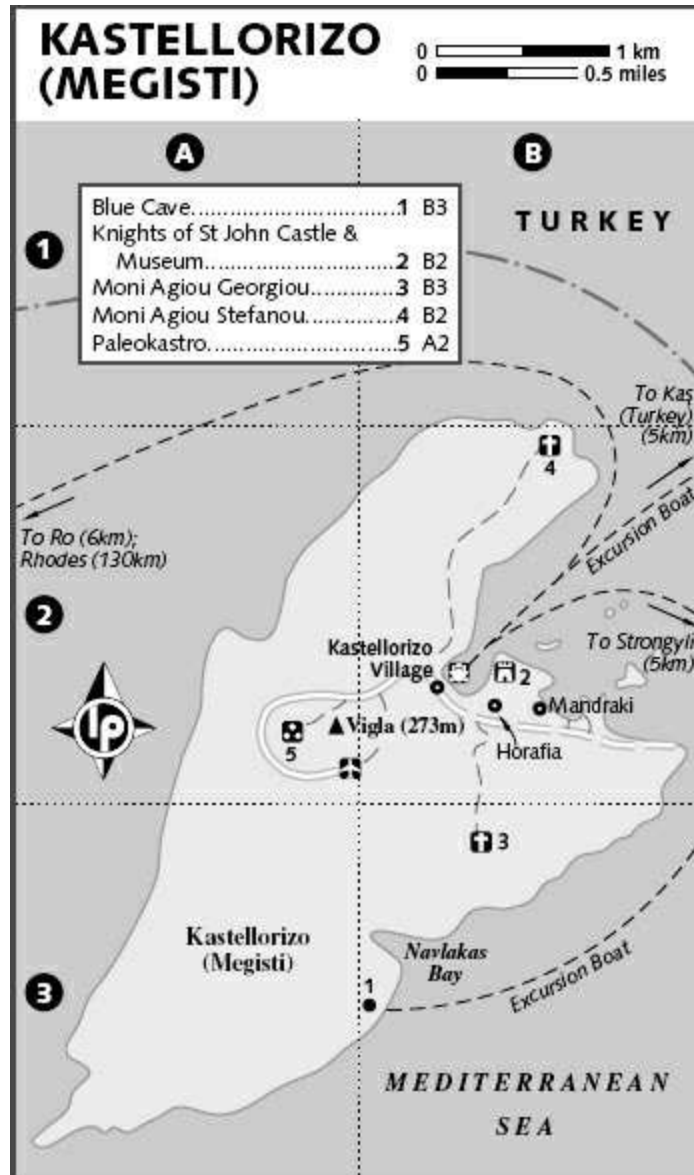 KASTELLORIZO
(MEGISTI)
0 1 km
0 0.5 miles
A B
1
Blue Cave..............................1 B3
Knights of St John Castle &
Museum.........................2 B2
Moni Agiou Georgiou............3 B3
Moni Agiou Stefanou............4 B2
Paleokastro...........................5 A2
TURKEY
To Kaş
(Turkey)
(5km)
4
Excursion Boat
To Ro (6km);
Rhodes (130km)
2
Kastellorizo
Village
To Strongyli
(5km)
2
Mandraki
lp
5
Vigla (273m)
Horafia
3
Kastellorizo
(Megisti)
Navlakas
Bay
3
1
Excursion Boat
MEDITERRANEAN
SEA